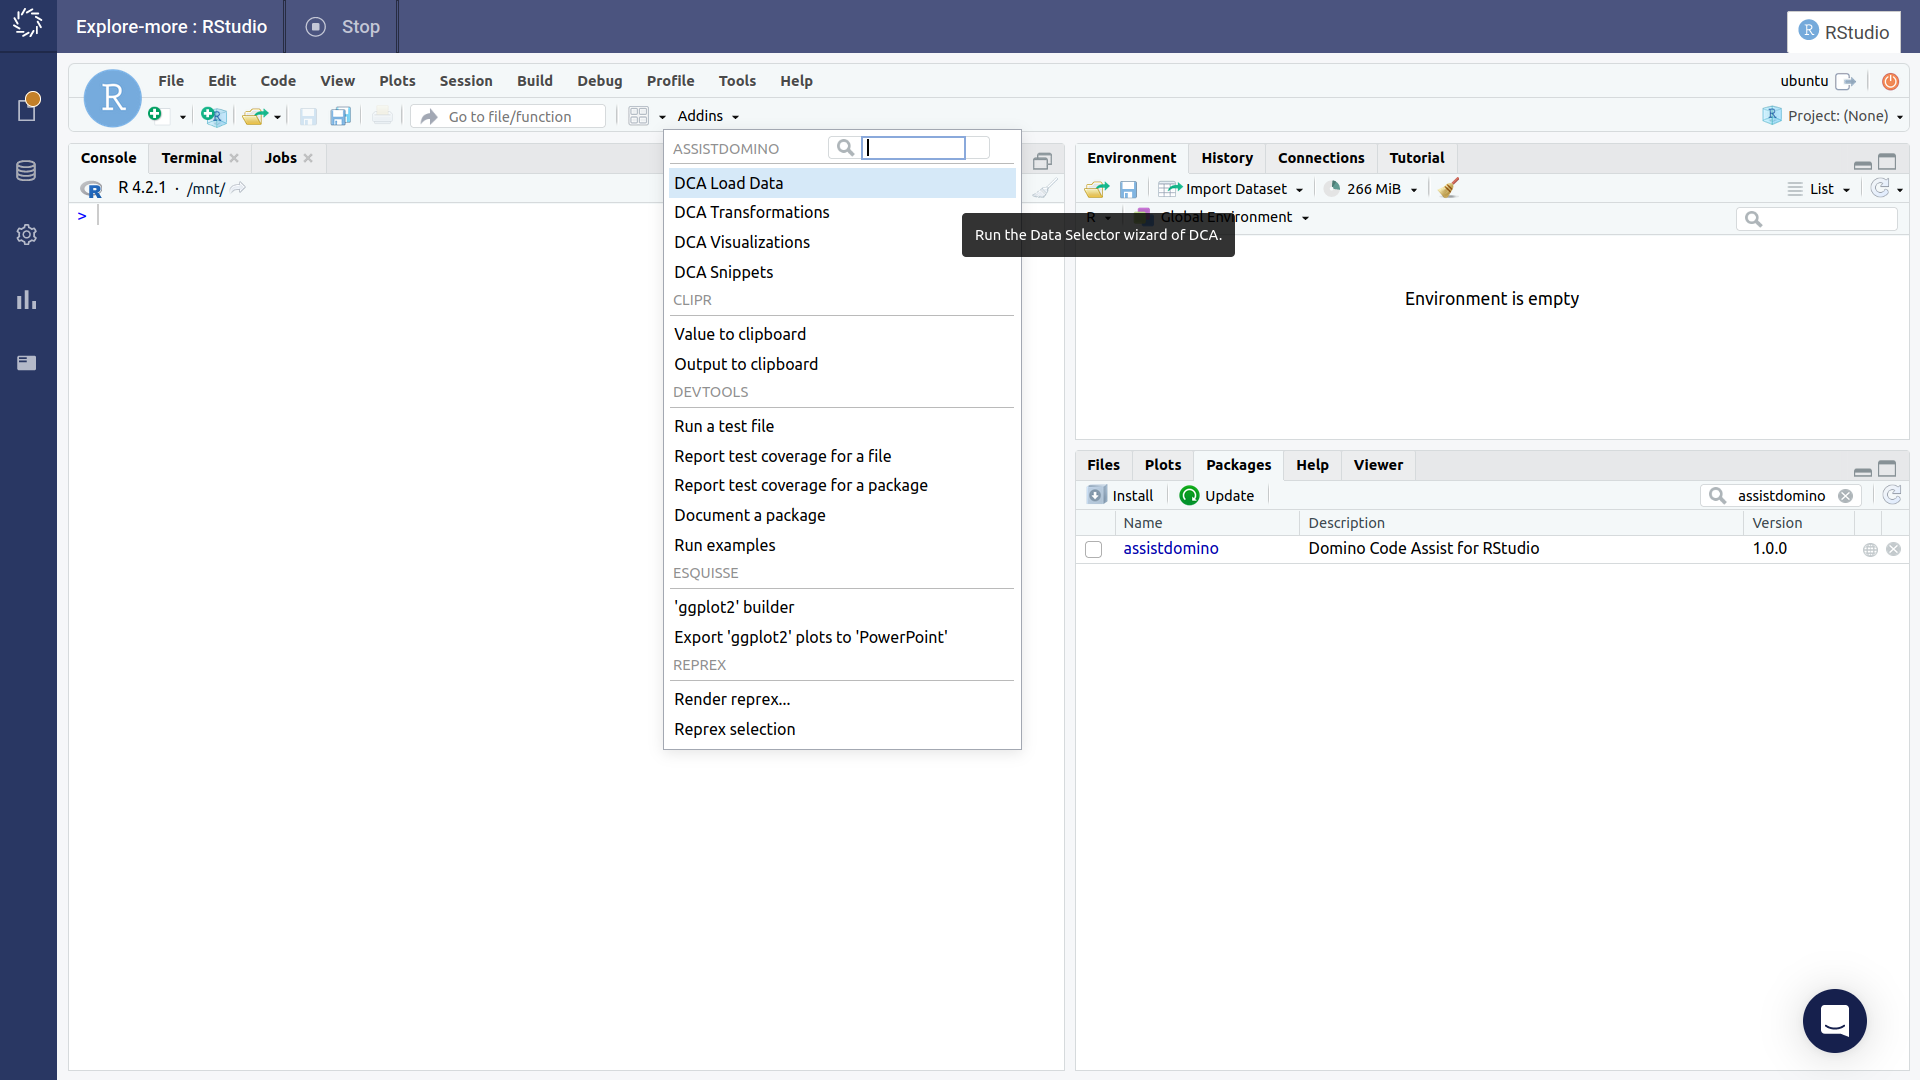 Explore-more : RStudio
Stop
RStudio
R
File Edit Code View Plots Session Build Debug Profile Tools Help
ubuntu
Go to file/function
Addins
Project: (None)
Console Terminal Jobs
R 4.2.1 · /mnt/
>
ASSISTDOMINO
DCA Load Data
DCA Transformations
DCA Visualizations
DCA Snippets
CLIPR
Value to clipboard
Output to clipboard
DEVTOOLS
Run a test file
Report test coverage for a file
Report test coverage for a package
Document a package
Run examples
ESQUISSE
'ggplot2' builder
Export 'ggplot2' plots to 'PowerPoint'
REPREX
Render reprex...
Reprex selection
Environment History Connections Tutorial
Import Dataset 266 MiB List
R Global Environment
Run the Data Selector wizard of DCA.
Environment is empty
Files Plots Packages Help Viewer
Install Update assistdomino
Name Description Version
assistdomino Domino Code Assist for RStudio 1.0.0